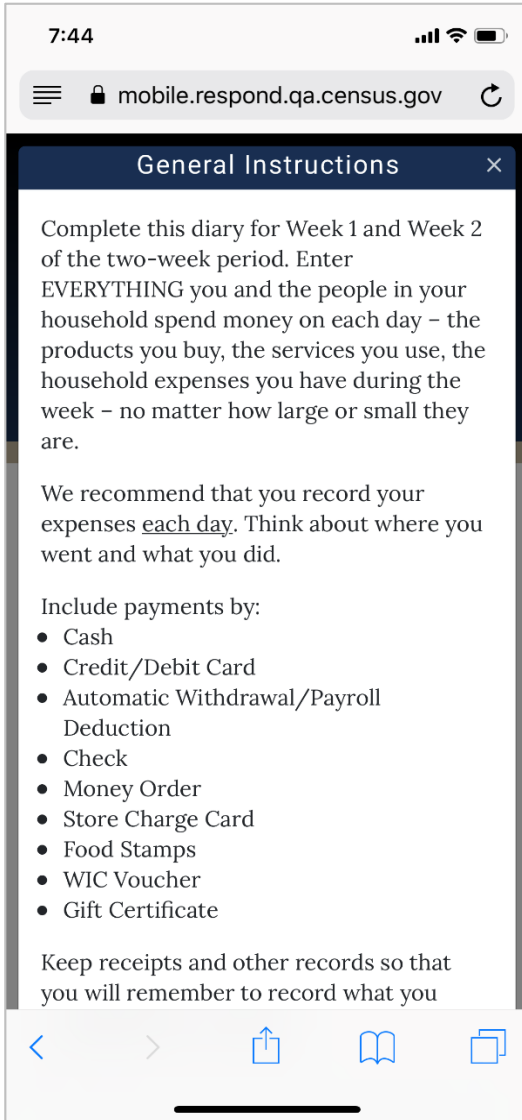 7:44
mobile.respond.qa.census.gov
General Instructions ×
Complete this diary for Week 1 and Week 2
of the two-week period. Enter
EVERYTHING you and the people in your
household spend money on each day – the
products you buy, the services you use, the
household expenses you have during the
week – no matter how large or small they
are.
We recommend that you record your
expenses each day. Think about where you
went and what you did.
Include payments by:
• Cash
• Credit/Debit Card
• Automatic Withdrawal/Payroll
Deduction
• Check
• Money Order
• Store Charge Card
• Food Stamps
• WIC Voucher
• Gift Certificate
Keep receipts and other records so that
you will remember to record what you